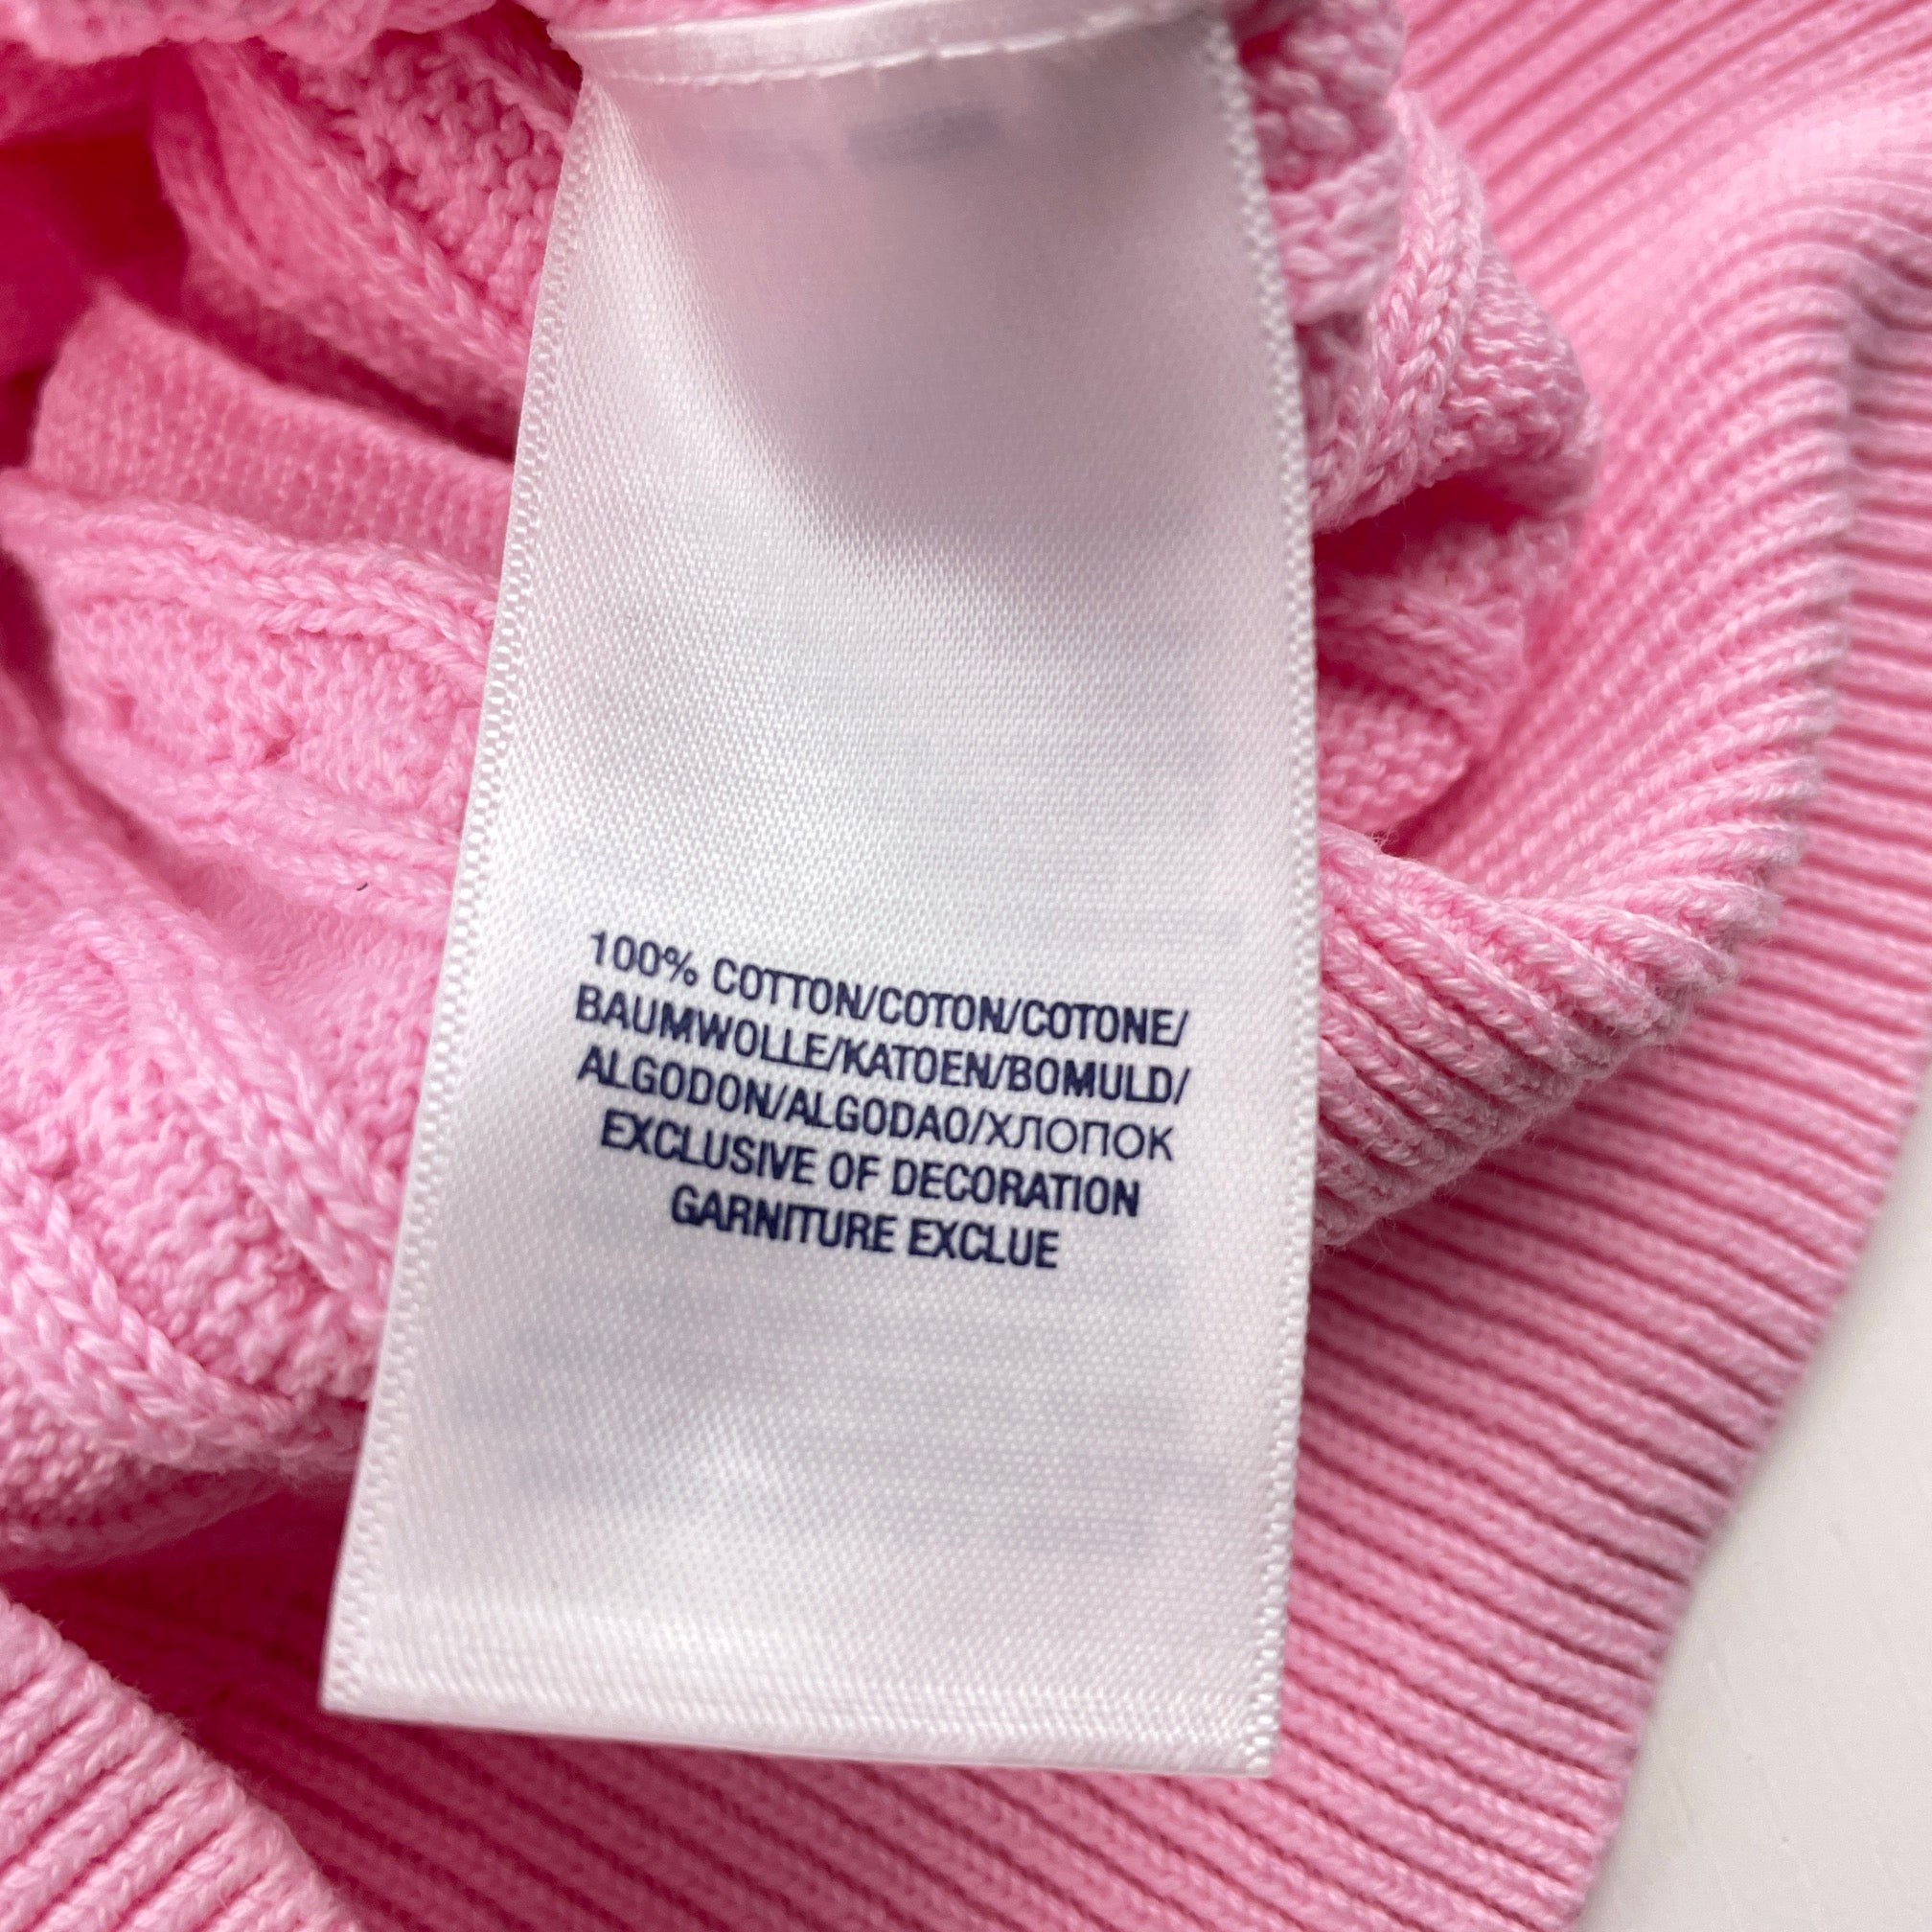 100% COTTON/COTON/COTONE/
BAUMWOLLE/KATOEN/BOMULD/
ALGODON/ALGODAO/ХЛОПОК
EXCLUSIVE OF DECORATION
GARNITURE EXCLUE